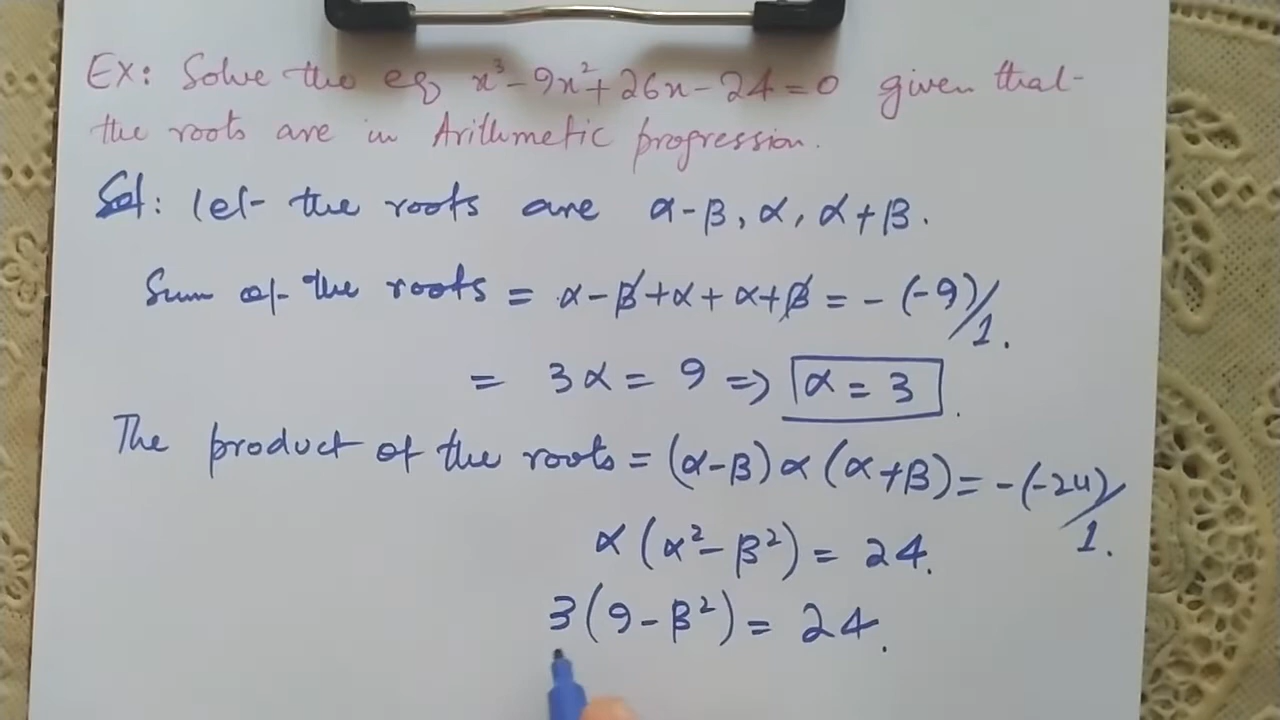 Ex: Solve the eq x³-9x²+26x-24=0 given that
the roots are in Arithmetic progression.
Sol: let the roots are α-β, α, α+β.
Sum of the roots = α-β+α+α+β = -(-9)/1.
= 3α = 9 => α = 3.
The product of the roots = (α-β)α(α+β) = -(-24)/1.
α(α²-β²) = 24.
3(9-β²) = 24.